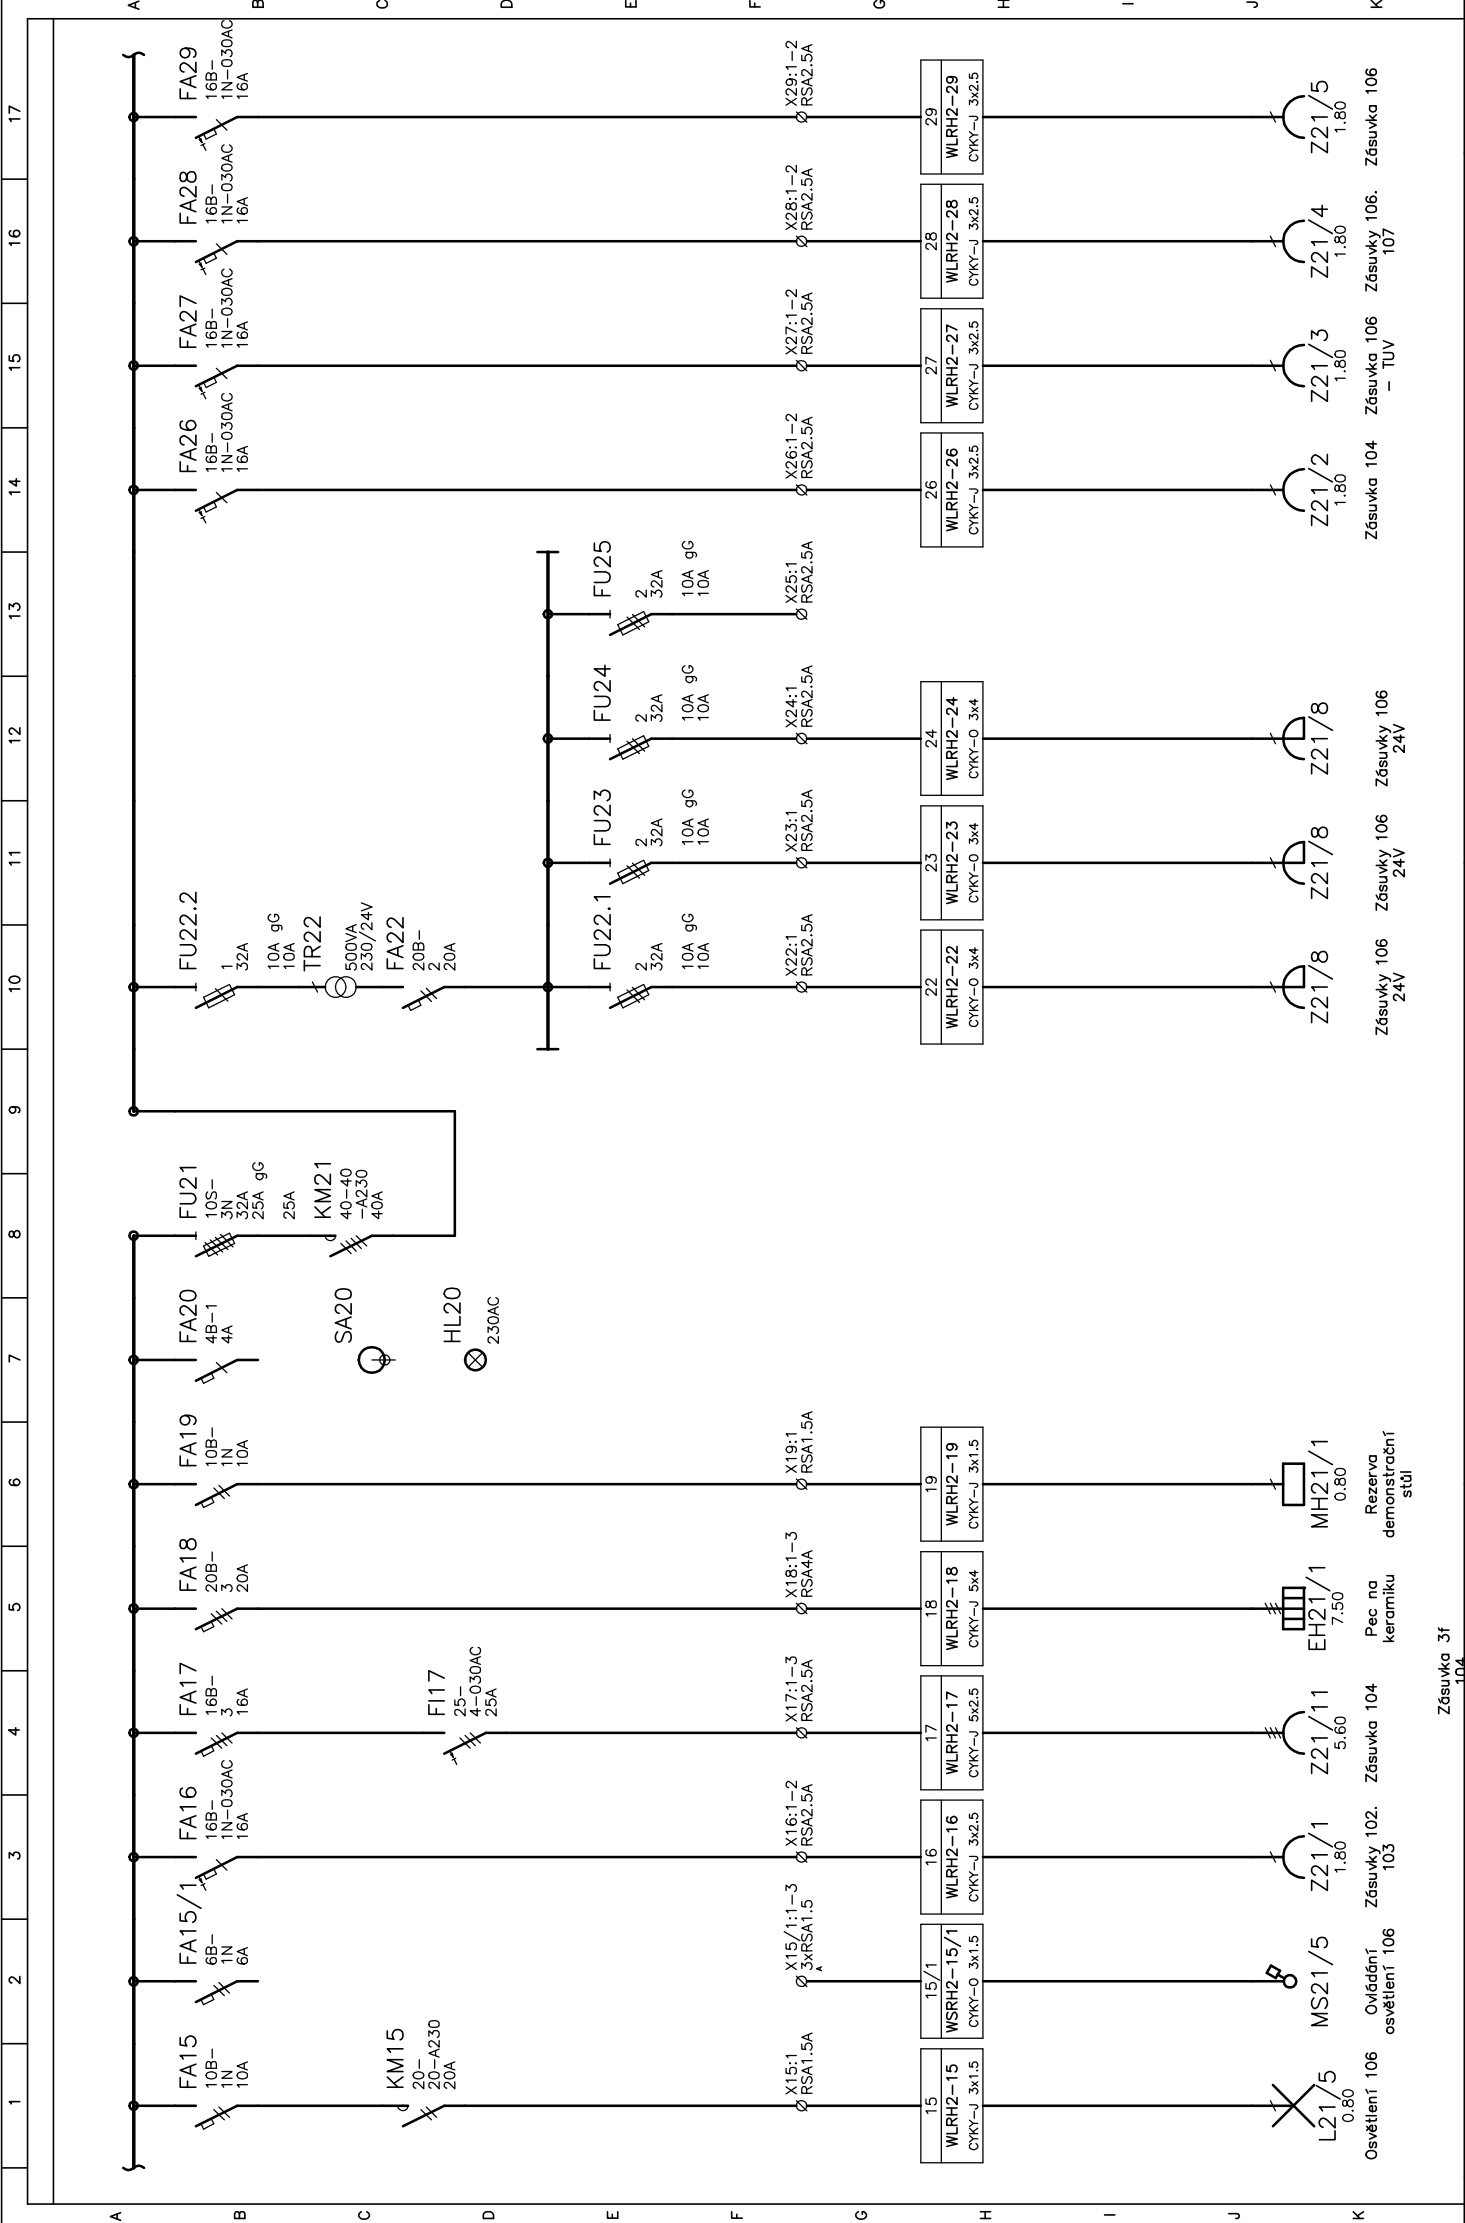 1
2
3
4
5
6
7
8
9
10
11
12
13
14
15
16
17
A
B
C
D
E
F
G
H
I
J
K
A
B
C
D
E
F
G
H
I
J
K
FA15
10B-
1N
10A
KM15
20-
20-A230
20A
X15:1
RSA1.5A
15
WLRH2-15
CYKY-J 3x1.5
L21/5
0.80
Osvětlení 106
FA15/1
6B-
1N
6A
X15/1:1-3
3xRSA1.5
A
15/1
WSRH2-15/1
CYKY-O 3x1.5
MS21/5
Ovládání
osvětlení 106
FA16
16B-
1N-030AC
16A
X16:1-2
RSA2.5A
16
WLRH2-16
CYKY-J 3x2.5
Z21/1
1.80
Zásuvky 102.
103
FA17
16B-
3
16A
FI17
25-
4-030AC
25A
X17:1-3
RSA2.5A
17
WLRH2-17
CYKY-J 5x2.5
Z21/11
5.60
Zásuvka 104
Zásuvka 3f
104
FA18
20B-
3
20A
X18:1-3
RSA4A
18
WLRH2-18
CYKY-J 5x4
EH21/1
7.50
Pec na
keramiku
FA19
10B-
1N
10A
X19:1
RSA1.5A
19
WLRH2-19
CYKY-J 3x1.5
MH21/1
0.80
Rezerva
demonstrační
stůl
FA20
4B-1
4A
SA20
HL20
230AC
FU21
10S-
3N
32A
25A gG
25A
KM21
40-40
-A230
40A
FU22.2
1
32A
10A gG
10A
TR22
500VA
230/24V
FA22
20B-
2
20A
FU22.1
2
32A
10A gG
10A
X22:1
RSA2.5A
22
WLRH2-22
CYKY-O 3x4
Z21/8
Zásuvky 106
24V
FU23
2
32A
10A gG
10A
X23:1
RSA2.5A
23
WLRH2-23
CYKY-O 3x4
Z21/8
Zásuvky 106
24V
FU24
2
32A
10A gG
10A
X24:1
RSA2.5A
24
WLRH2-24
CYKY-O 3x4
Z21/8
Zásuvky 106
24V
FU25
2
32A
10A gG
10A
X25:1
RSA2.5A
FA26
16B-
1N-030AC
16A
X26:1-2
RSA2.5A
26
WLRH2-26
CYKY-J 3x2.5
Z21/2
1.80
Zásuvka 104
FA27
16B-
1N-030AC
16A
X27:1-2
RSA2.5A
27
WLRH2-27
CYKY-J 3x2.5
Z21/3
1.80
Zásuvka 106
- TUV
FA28
16B-
1N-030AC
16A
X28:1-2
RSA2.5A
28
WLRH2-28
CYKY-J 3x2.5
Z21/4
1.80
Zásuvky 106.
107
FA29
16B-
1N-030AC
16A
X29:1-2
RSA2.5A
29
WLRH2-29
CYKY-J 3x2.5
Z21/5
1.80
Zásuvka 106